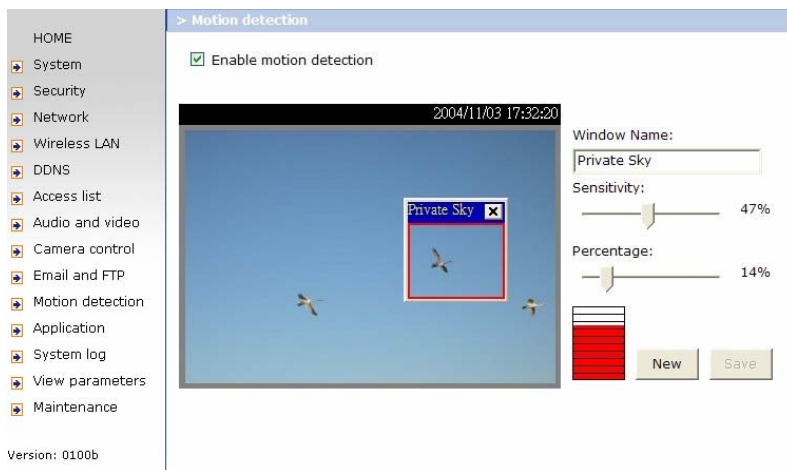 > Motion detection
HOME
System
Security
Network
Wireless LAN
DDNS
Access list
Audio and video
Camera control
Email and FTP
Motion detection
Application
System log
View parameters
Maintenance
Version: 0100b
Enable motion detection
2004/11/03 17:32:20
Private Sky
Window Name:
Private Sky
Sensitivity:
47%
Percentage:
14%
New
Save